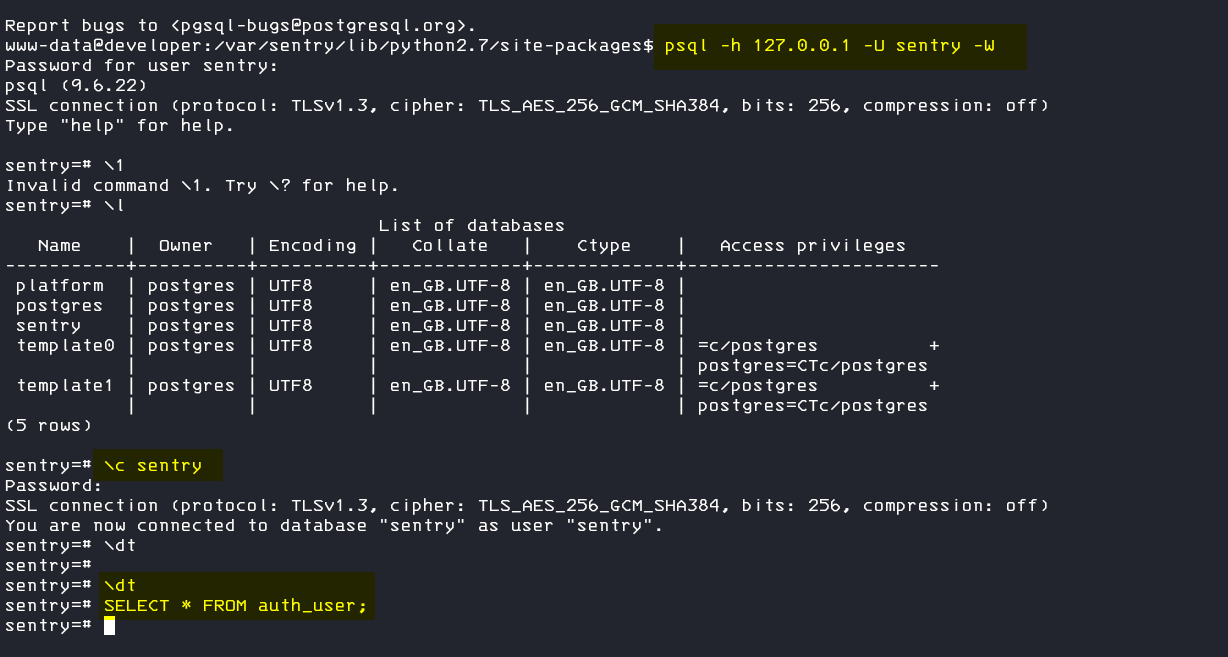 Report bugs to <pgsql-bugs@postgresql.org>.
www-data@developer:/var/sentry/lib/python2.7/site-packages$ psql -h 127.0.0.1 -U sentry -W
Password for user sentry:
psql (9.6.22)
SSL connection (protocol: TLSv1.3, cipher: TLS_AES_256_GCM_SHA384, bits: 256, compression: off)
Type "help" for help.

sentry=# \1
Invalid command \1. Try \? for help.
sentry=# \l
                                  List of databases
   Name    |  Owner   | Encoding |   Collate   |    Ctype    |   Access privileges
-----------+----------+----------+-------------+-------------+-----------------------
 platform  | postgres | UTF8     | en_GB.UTF-8 | en_GB.UTF-8 |
 postgres  | postgres | UTF8     | en_GB.UTF-8 | en_GB.UTF-8 |
 sentry    | postgres | UTF8     | en_GB.UTF-8 | en_GB.UTF-8 |
 template0 | postgres | UTF8     | en_GB.UTF-8 | en_GB.UTF-8 | =c/postgres          +
           |          |          |             |             | postgres=CTc/postgres
 template1 | postgres | UTF8     | en_GB.UTF-8 | en_GB.UTF-8 | =c/postgres          +
           |          |          |             |             | postgres=CTc/postgres
(5 rows)

sentry=# \c sentry
Password:
SSL connection (protocol: TLSv1.3, cipher: TLS_AES_256_GCM_SHA384, bits: 256, compression: off)
You are now connected to database "sentry" as user "sentry".
sentry=# \dt
sentry=#
sentry=# \dt
sentry=# SELECT * FROM auth_user;
sentry=#